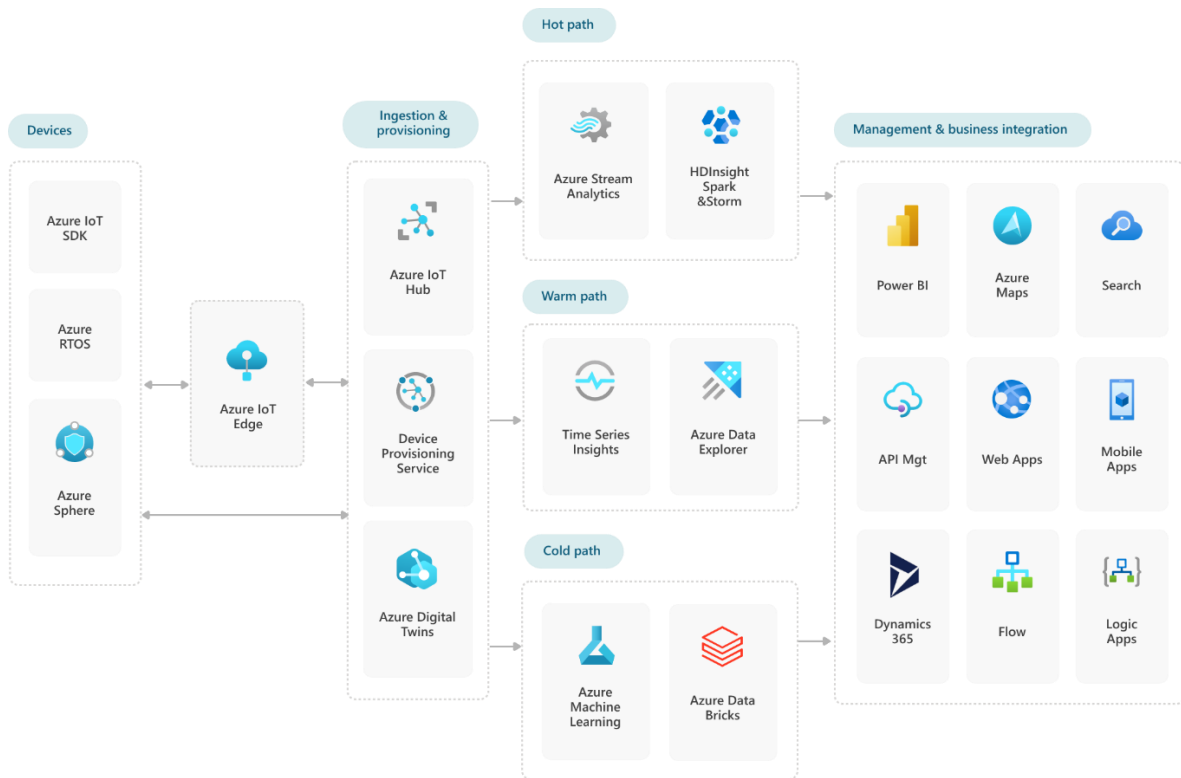 Hot path
Azure Stream
Analytics
HDInsight
Spark
&Storm
Devices
Azure IoT
SDK
Azure
RTOS
Azure
Sphere
Azure IoT
Edge
Ingestion &
provisioning
Azure IoT
Hub
Device
Provisioning
Service
Azure Digital
Twins
Warm path
Time Series
Insights
Azure Data
Explorer
Cold path
Azure
Machine
Learning
Azure Data
Bricks
Management & business integration
Power BI
Azure
Maps
Search
API Mgt
Web Apps
Mobile
Apps
Dynamics
365
Flow
Logic
Apps